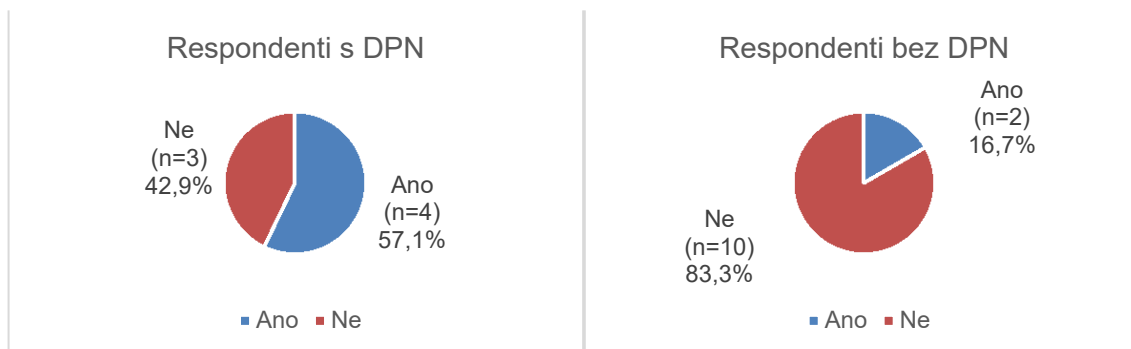 Respondenti s DPN
Ne
(n=3)
42,9%
Ano
(n=4)
57,1%
Ano Ne
Respondenti bez DPN
Ano
(n=2)
16,7%
Ne
(n=10)
83,3%
Ano Ne